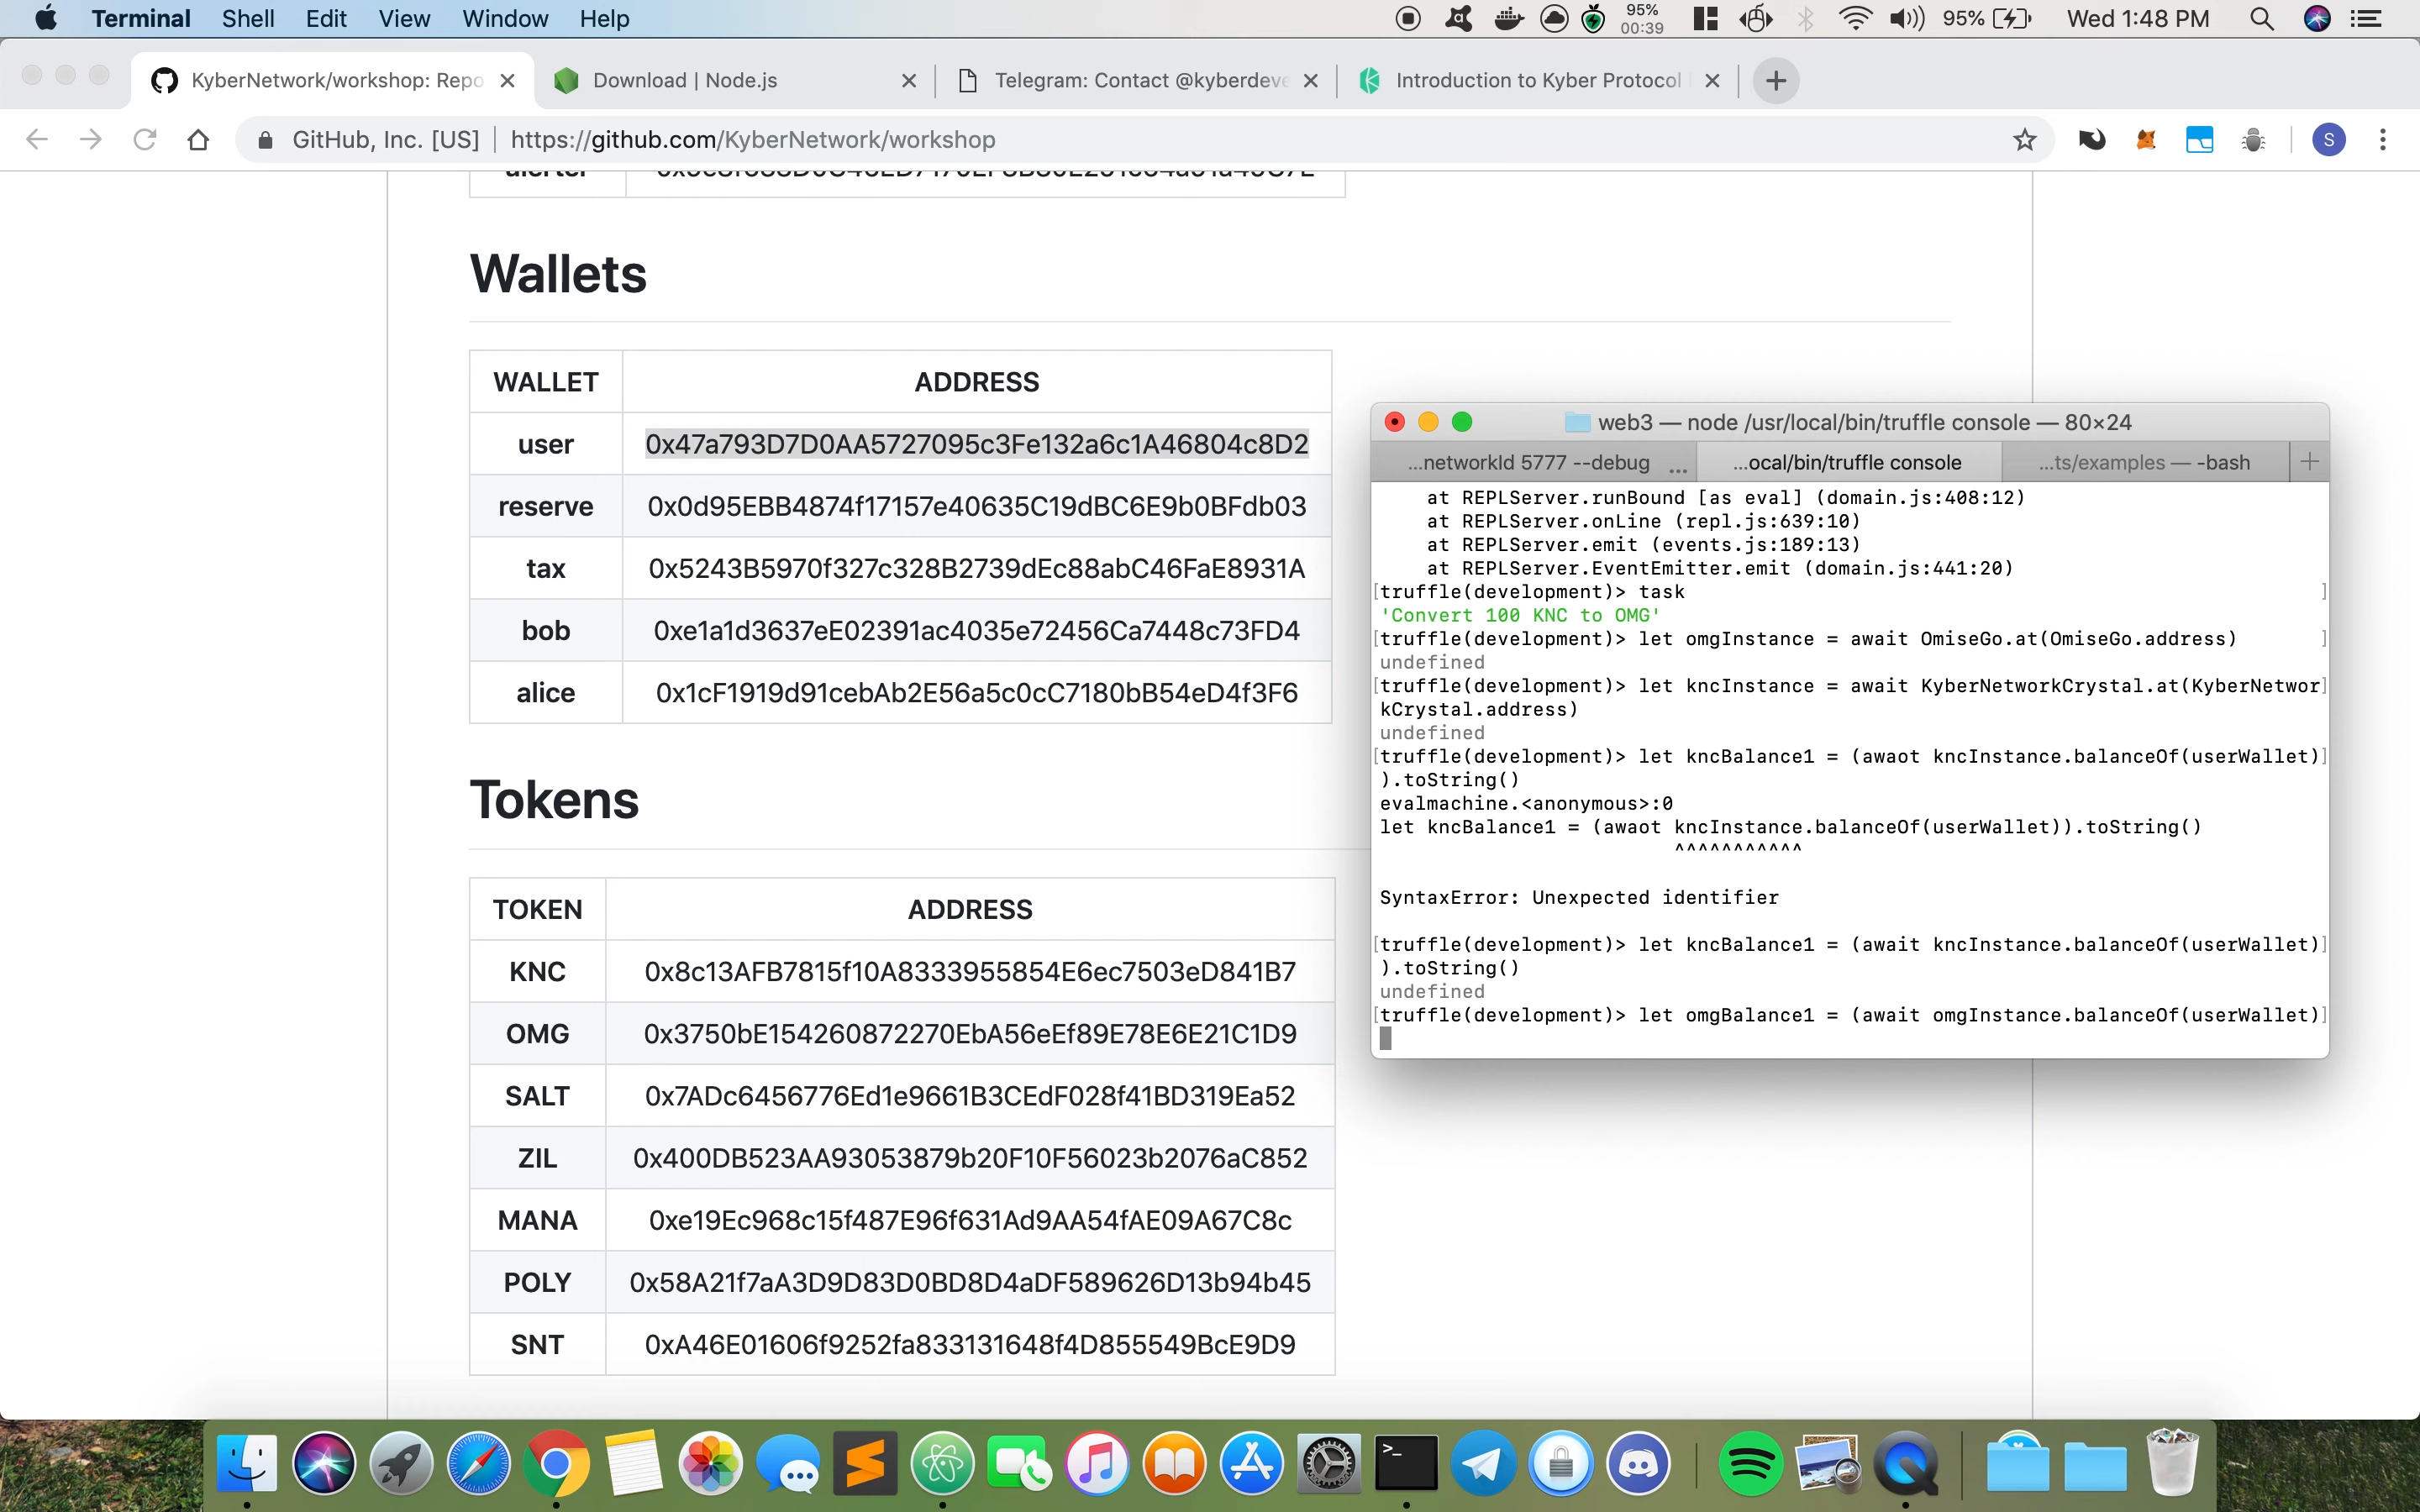 Terminal Shell Edit View Window Help 95% 00:39 95% Wed 1:48 PM
KyberNetwork/workshop: Repo Download | Node.js Telegram: Contact @kyberdeve Introduction to Kyber Protocol
GitHub, Inc. [US] https://github.com/KyberNetwork/workshop S
alerter
Wallets
WALLET ADDRESS
user 0x47a793D7D0AA5727095c3Fe132a6c1A46804c8D2
reserve 0x0d95EBB4874f17157e40635C19dBC6E9b0BFdb03
tax 0x5243B5970f327c328B2739dEc88abC46FaE8931A
bob 0xe1a1d3637eE02391ac4035e72456Ca7448c73FD4
alice 0x1cF1919d91cebAb2E56a5c0cC7180bB54eD4f3F6
Tokens
TOKEN ADDRESS
KNC 0x8c13AFB7815f10A8333955854E6ec7503eD841B7
OMG 0x3750bE154260872270EbA56eEf89E78E6E21C1D9
SALT 0x7ADc6456776Ed1e9661B3CEdF028f41BD319Ea52
ZIL 0x400DB523AA93053879b20F10F56023b2076aC852
MANA 0xe19Ec968c15f487E96f631Ad9AA54fAE09A67C8c
POLY 0x58A21f7aA3D9D83D0BD8D4aDF589626D13b94b45
SNT 0xA46E01606f9252fa833131648f4D855549BcE9D9
web3 — node /usr/local/bin/truffle console — 80×24
...networkId 5777 --debug ... ...ocal/bin/truffle console ...ts/examples — -bash
at REPLServer.runBound [as eval] (domain.js:408:12)
at REPLServer.onLine (repl.js:639:10)
at REPLServer.emit (events.js:189:13)
at REPLServer.EventEmitter.emit (domain.js:441:20)
[truffle(development)> task ]
'Convert 100 KNC to OMG'
[truffle(development)> let omgInstance = await OmiseGo.at(OmiseGo.address) ]
undefined
[truffle(development)> let kncInstance = await KyberNetworkCrystal.at(KyberNetwor]
kCrystal.address)
undefined
[truffle(development)> let kncBalance1 = (awaot kncInstance.balanceOf(userWallet)]
).toString()
evalmachine.<anonymous>:0
let kncBalance1 = (awaot kncInstance.balanceOf(userWallet)).toString()
^^^^^^^^^^^
SyntaxError: Unexpected identifier
[truffle(development)> let kncBalance1 = (await kncInstance.balanceOf(userWallet)]
).toString()
undefined
[truffle(development)> let omgBalance1 = (await omgInstance.balanceOf(userWallet)]